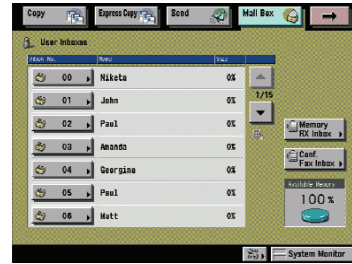 Copy
Express Copy
Send
Mail Box
User Inboxes
Inbox No.
Name
Size
00 Niketa 0%
01 John 0%
1/15
02 Paul 0%
Memory
RX Inbox
03 Amanda 0%
Conf.
Fax Inbox
04 Georgina 0%
Available Memory
05 Paul 0%
100%
06 Matt 0%
System Monitor